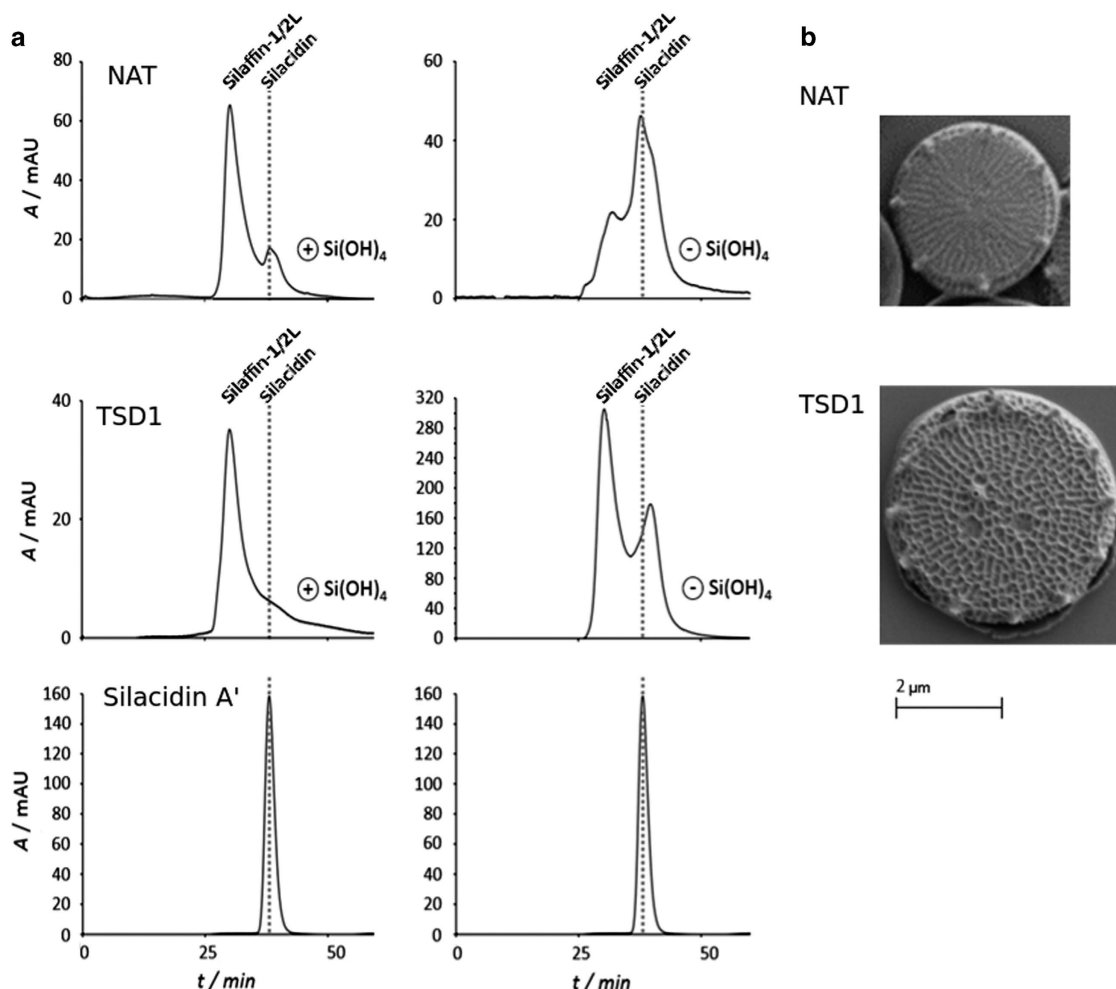 a
b
NAT
Silaffin-1/2L
Silacidin
A / mAU
80
60
40
20
0
+ Si(OH)4
Silaffin-1/2L
Silacidin
60
40
20
0
- Si(OH)4
NAT
TSD1
Silaffin-1/2L
Silacidin
A / mAU
40
20
0
+ Si(OH)4
Silaffin-1/2L
Silacidin
320
280
240
200
160
120
80
40
0
- Si(OH)4
TSD1
2 µm
Silacidin A'
A / mAU
160
140
120
100
80
60
40
20
0
0 25 50
t / min
160
140
120
100
80
60
40
20
0
0 25 50
t / min